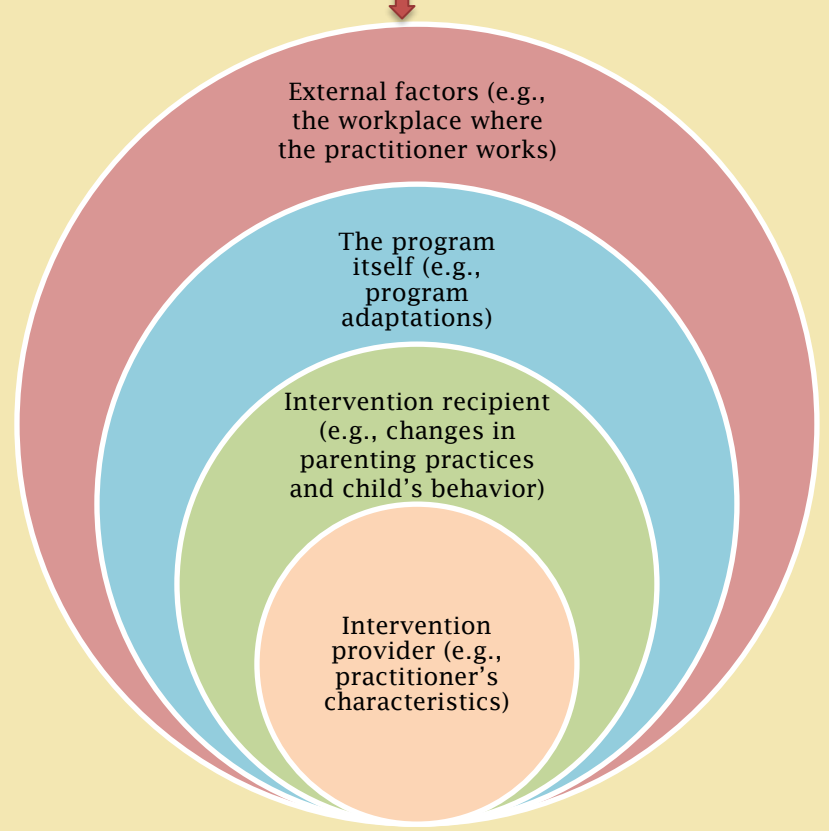 External factors (e.g.,
the workplace where
the practitioner works)
The program
itself (e.g.,
program
adaptations)
Intervention recipient
(e.g., changes in
parenting practices
and child’s behavior)
Intervention
provider (e.g.,
practitioner’s
characteristics)